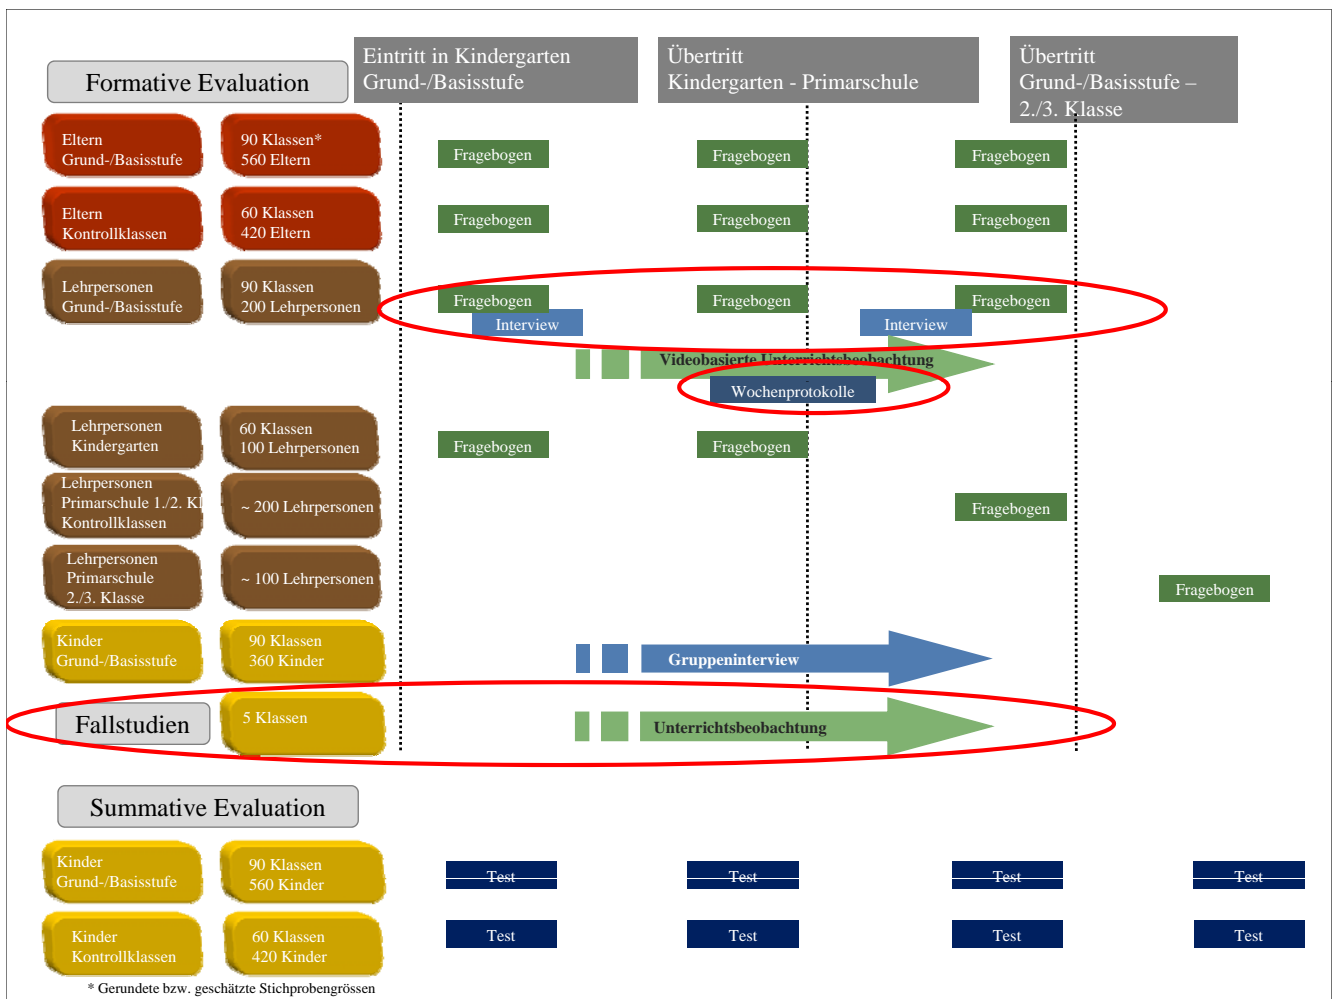 Eintritt in Kindergarten
Grund-/Basisstufe
Übertritt
Kindergarten - Primarschule
Übertritt
Grund-/Basisstufe –
2./3. Klasse
Formative Evaluation
Eltern
Grund-/Basisstufe
90 Klassen*
560 Eltern
Fragebogen
Fragebogen
Fragebogen
Eltern
Kontrollklassen
60 Klassen
420 Eltern
Fragebogen
Fragebogen
Fragebogen
Lehrpersonen
Grund-/Basisstufe
90 Klassen
200 Lehrpersonen
Fragebogen
Fragebogen
Fragebogen
Interview
Interview
Videobasierte Unterrichtsbeobachtung
Wochenprotokolle
Lehrpersonen
Kindergarten
60 Klassen
100 Lehrpersonen
Fragebogen
Fragebogen
Lehrpersonen
Primarschule 1./2. Kl
Kontrollklassen
~ 200 Lehrpersonen
Fragebogen
Lehrpersonen
Primarschule
2./3. Klasse
~ 100 Lehrpersonen
Fragebogen
Kinder
Grund-/Basisstufe
90 Klassen
360 Kinder
Gruppeninterview
Fallstudien
5 Klassen
Unterrichtsbeobachtung
Summative Evaluation
Kinder
Grund-/Basisstufe
90 Klassen
560 Kinder
Test
Test
Test
Test
Kinder
Kontrollklassen
60 Klassen
420 Kinder
Test
Test
Test
Test
* Gerundete bzw. geschätzte Stichprobengrössen